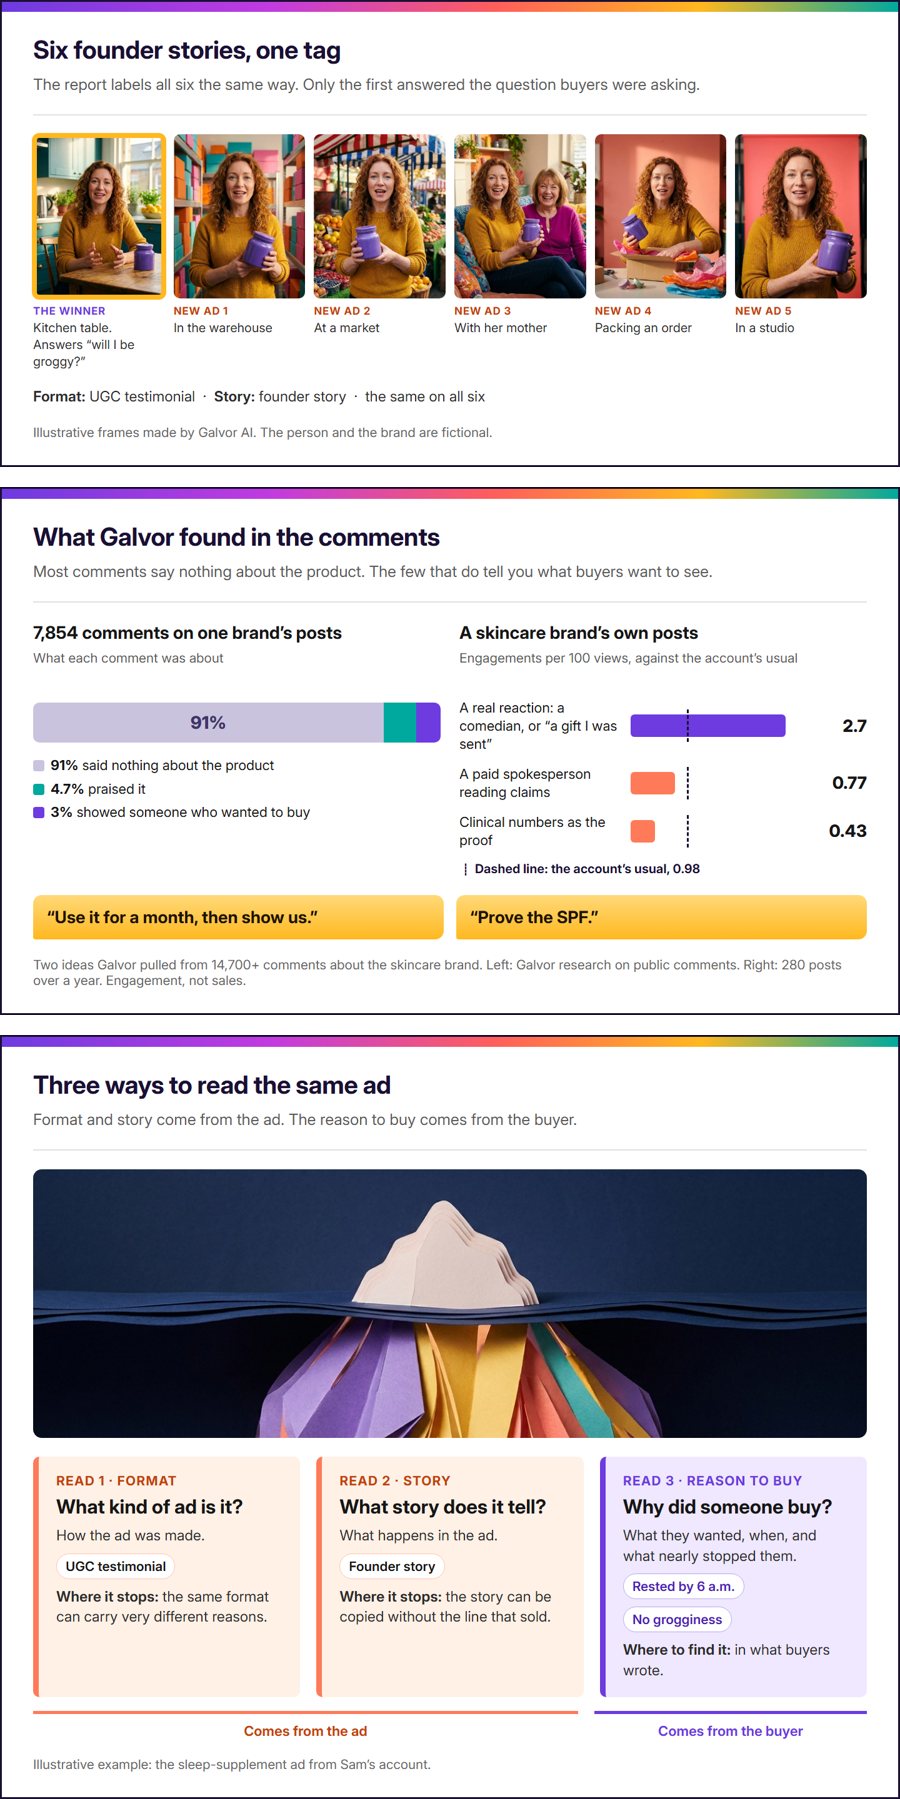 Six founder stories, one tag
The report labels all six the same way. Only the first answered the question buyers were asking.
THE WINNER
Kitchen table.
Answers “will I be
groggy?”
NEW AD 1
In the warehouse
NEW AD 2
At a market
NEW AD 3
With her mother
NEW AD 4
Packing an order
NEW AD 5
In a studio
Format: UGC testimonial · Story: founder story · the same on all six
Illustrative frames made by Galvor AI. The person and the brand are fictional.
What Galvor found in the comments
Most comments say nothing about the product. The few that do tell you what buyers want to see.
7,854 comments on one brand’s posts
What each comment was about
91%
91% said nothing about the product
4.7% praised it
3% showed someone who wanted to buy
A skincare brand’s own posts
Engagements per 100 views, against the account’s usual
A real reaction: a
comedian, or “a gift I was
sent”
2.7
A paid spokesperson
reading claims
0.77
Clinical numbers as the
proof
0.43
Dashed line: the account’s usual, 0.98
“Use it for a month, then show us.”
“Prove the SPF.”
Two ideas Galvor pulled from 14,700+ comments about the skincare brand. Left: Galvor research on public comments. Right: 280 posts
over a year. Engagement, not sales.
Three ways to read the same ad
Format and story come from the ad. The reason to buy comes from the buyer.
READ 1 · FORMAT
What kind of ad is it?
How the ad was made.
UGC testimonial
Where it stops: the same format
can carry very different reasons.
READ 2 · STORY
What story does it tell?
What happens in the ad.
Founder story
Where it stops: the story can be
copied without the line that sold.
READ 3 · REASON TO BUY
Why did someone buy?
What they wanted, when, and
what nearly stopped them.
Rested by 6 a.m.
No grogginess
Where to find it: in what buyers
wrote.
Comes from the ad
Comes from the buyer
Illustrative example: the sleep-supplement ad from Sam’s account.